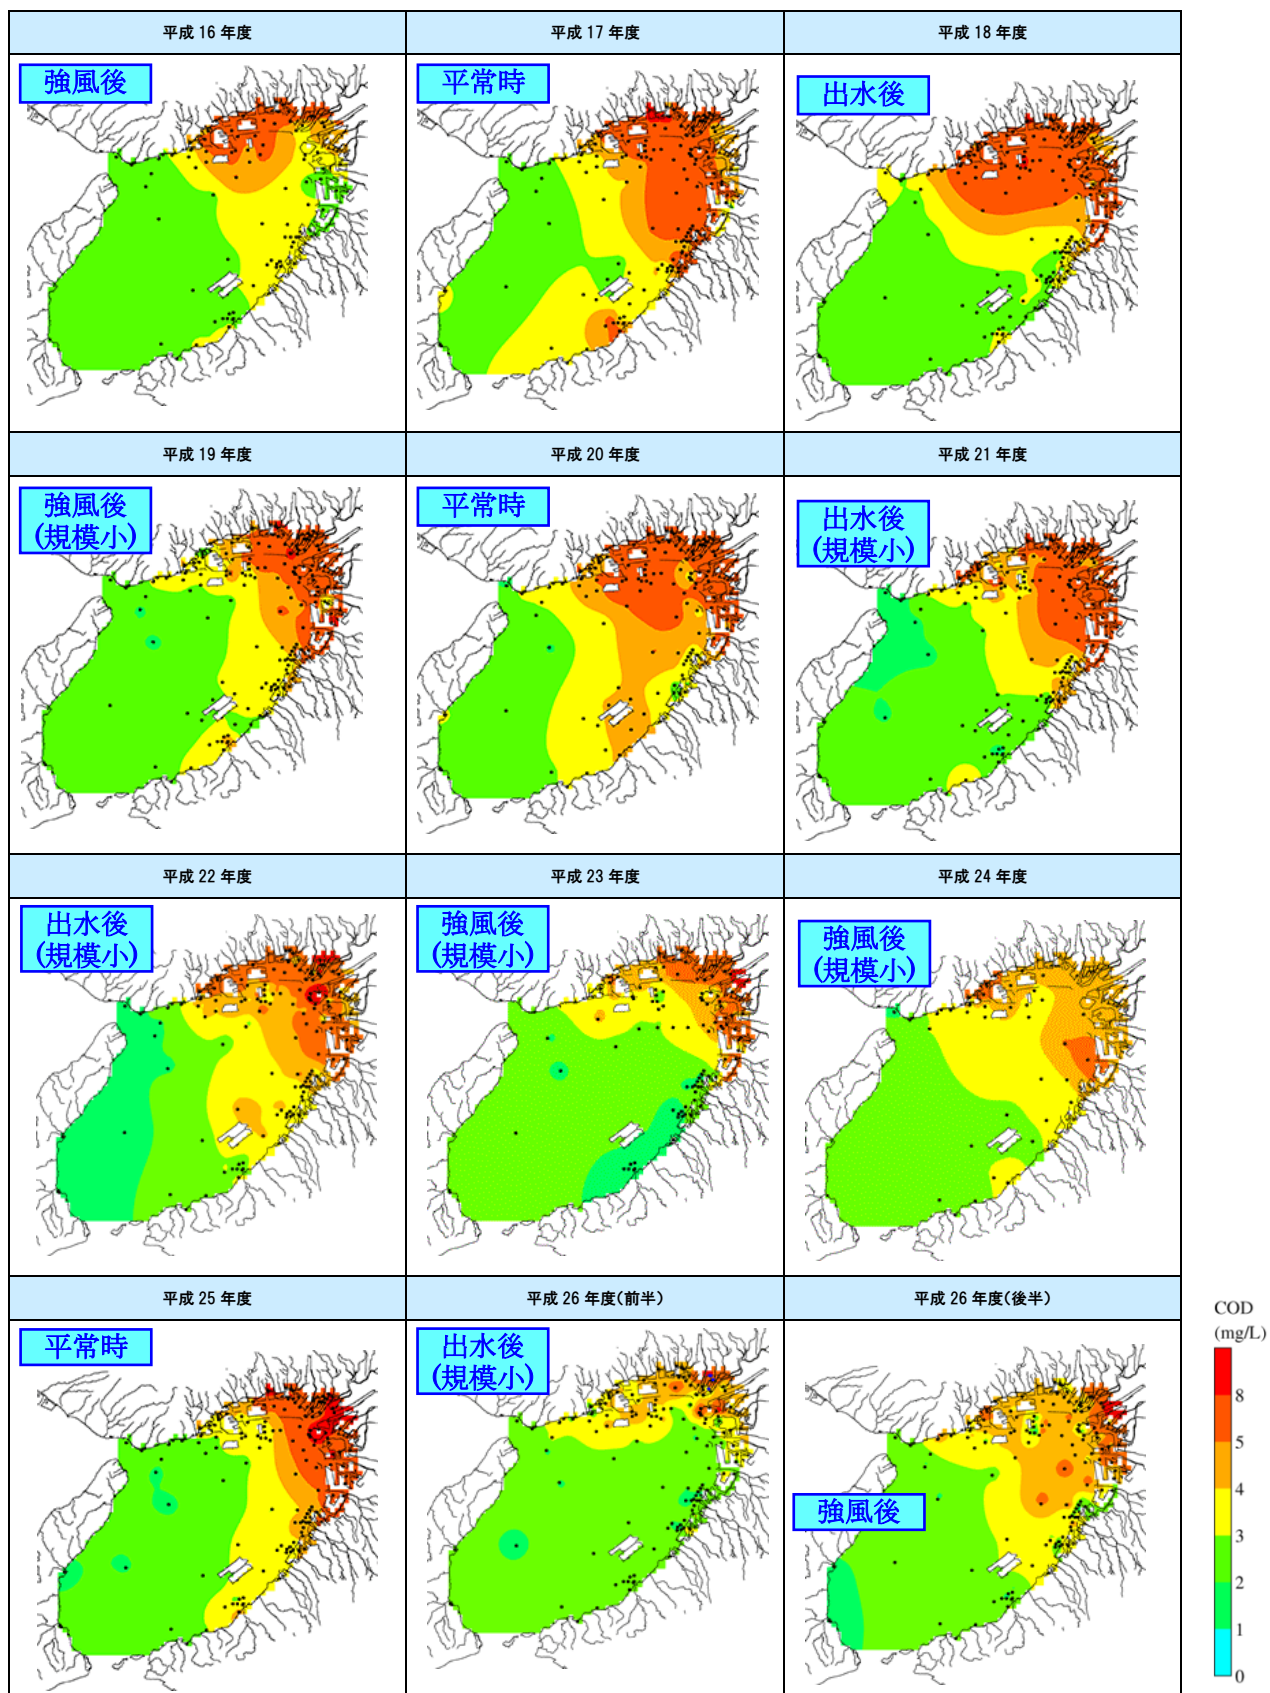 平成 16 年度
平成 17 年度
平成 18 年度
強風後
平常時
出水後
平成 19 年度
平成 20 年度
平成 21 年度
強風後
(規模小)
平常時
出水後
(規模小)
平成 22 年度
平成 23 年度
平成 24 年度
出水後
(規模小)
強風後
(規模小)
強風後
(規模小)
平成 25 年度
平成 26 年度(前半)
平成 26 年度(後半)
平常時
出水後
(規模小)
強風後
COD
(mg/L)
8
5
4
3
2
1
0